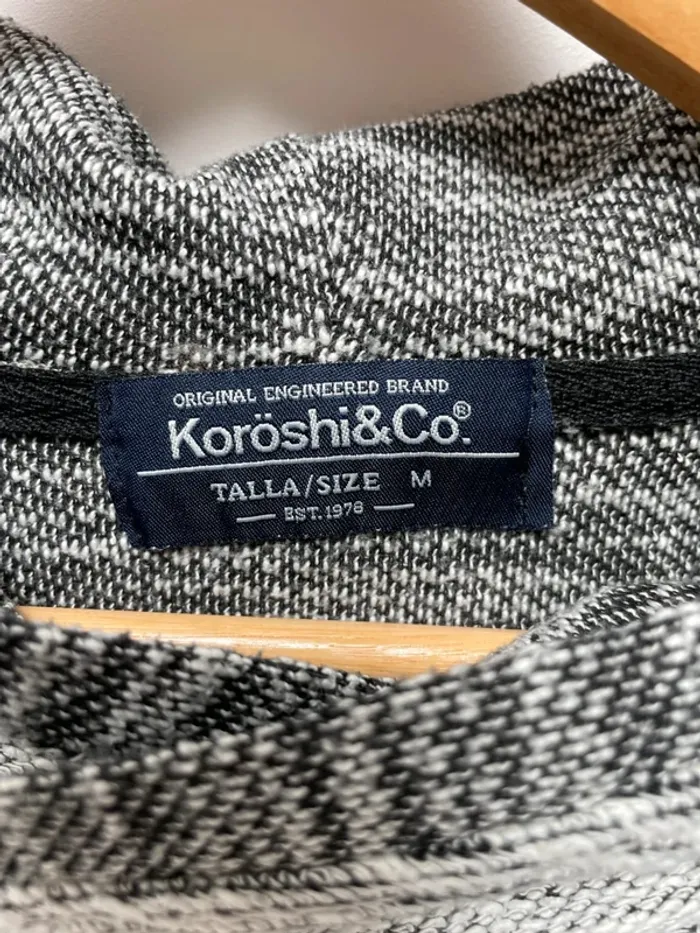 ORIGINAL ENGINEERED BRAND
Koröshi&Co.®
TALLA/SIZE M
EST.1978